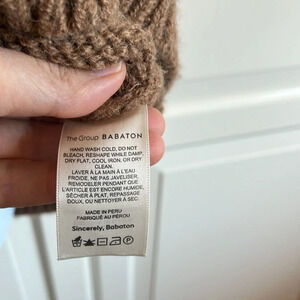 The Group BABATON
HAND WASH COLD, DO NOT
BLEACH, RESHAPE WHILE DAMP,
DRY FLAT, COOL IRON, OR DRY
CLEAN.
LAVER À LA MAIN À L'EAU
FROIDE, NE PAS JAVELISER,
REMODELER PENDANT QUE
L'ARTICLE EST ENCORE HUMIDE,
SÉCHER À PLAT, REPASSAGE
DOUX, OU NETTOYER À SEC.
MADE IN PERU
FABRIQUÉ AU PÉROU
Sincerely, Babaton